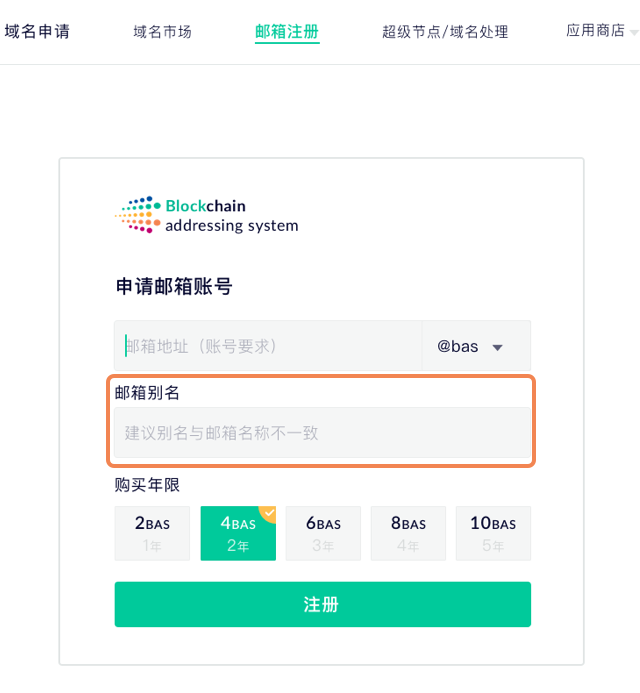 域名申请 域名市场 邮箱注册 超级节点/域名处理 应用商店
Blockchain
addressing system
申请邮箱账号
邮箱地址（账号要求） @bas
邮箱别名
建议别名与邮箱名称不一致
购买年限
2BAS 4BAS 6BAS 8BAS 10BAS
1年 2年 3年 4年 5年
注册